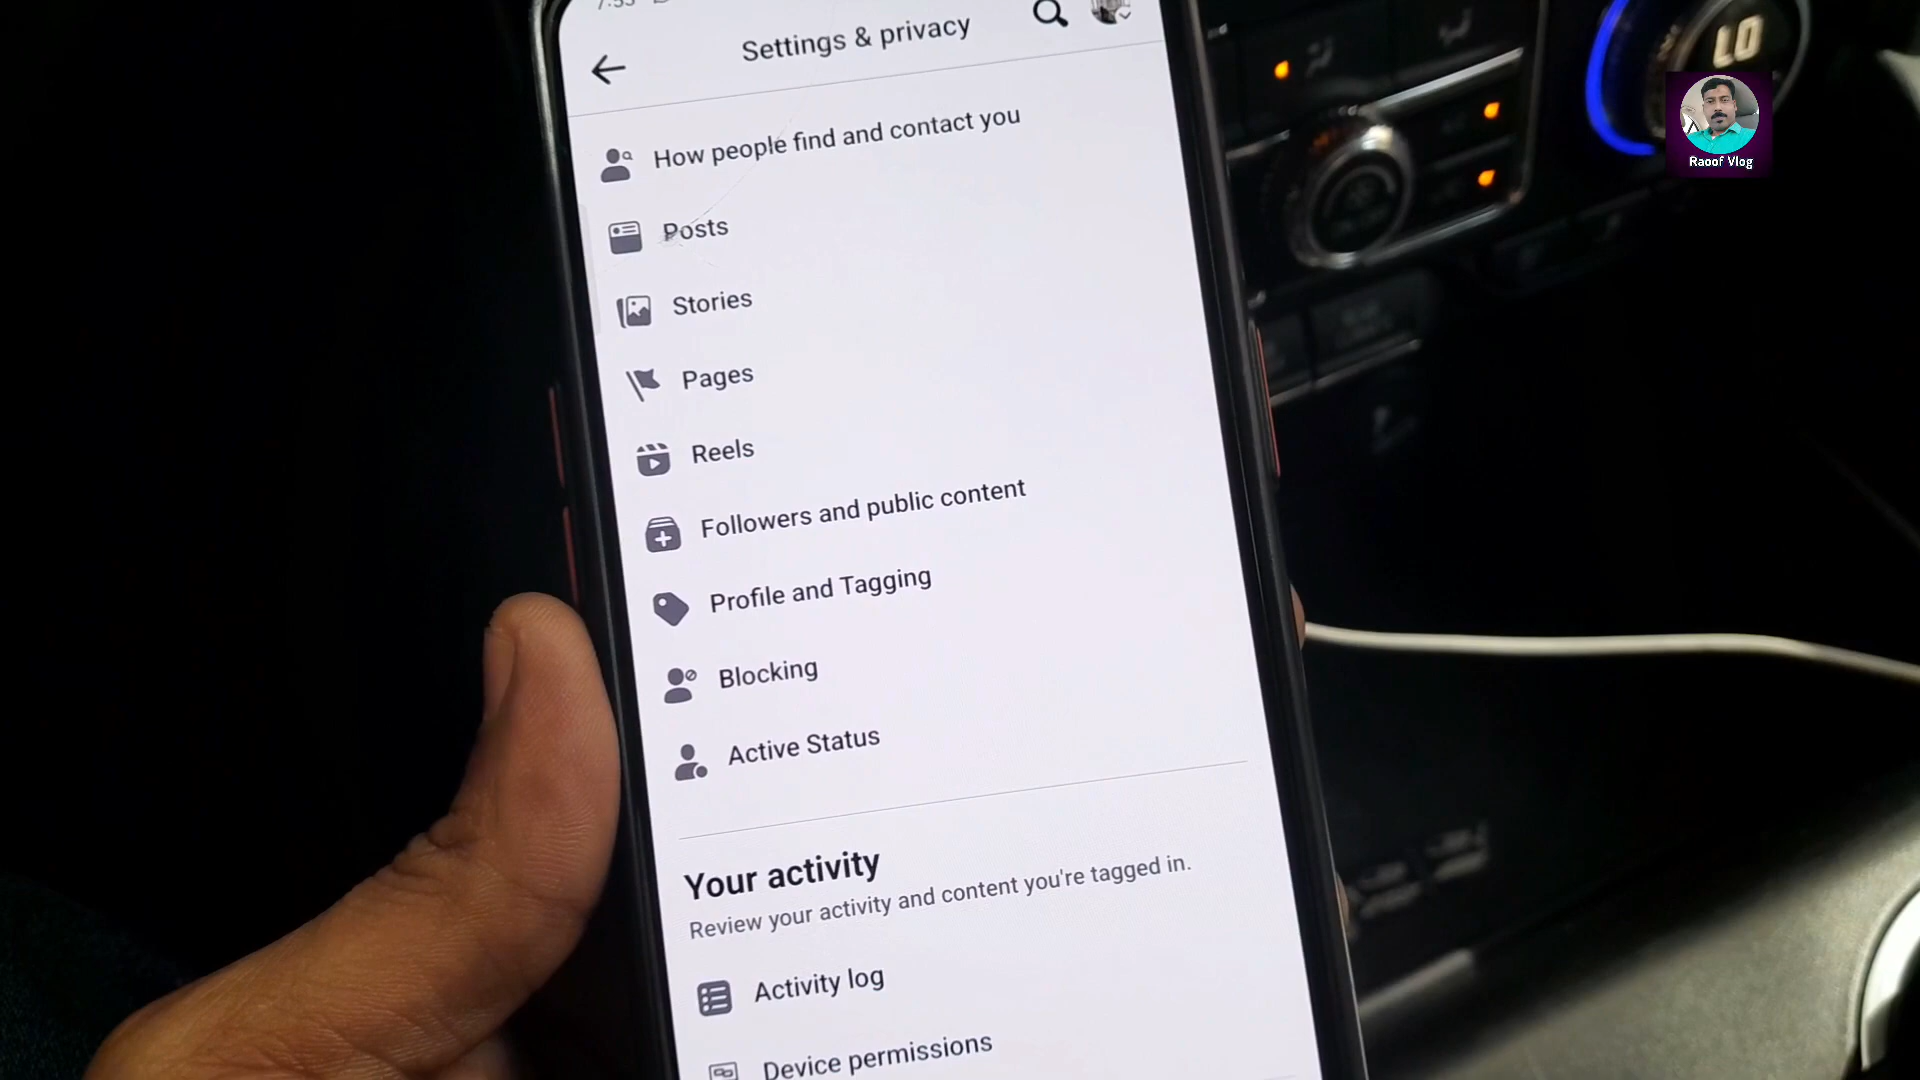 Settings & privacy
LO
Raoof Vlog
How people find and contact you
Posts
Stories
Pages
Reels
Followers and public content
Profile and Tagging
Blocking
Active Status
Your activity
Review your activity and content you're tagged in.
Activity log
Device permissions